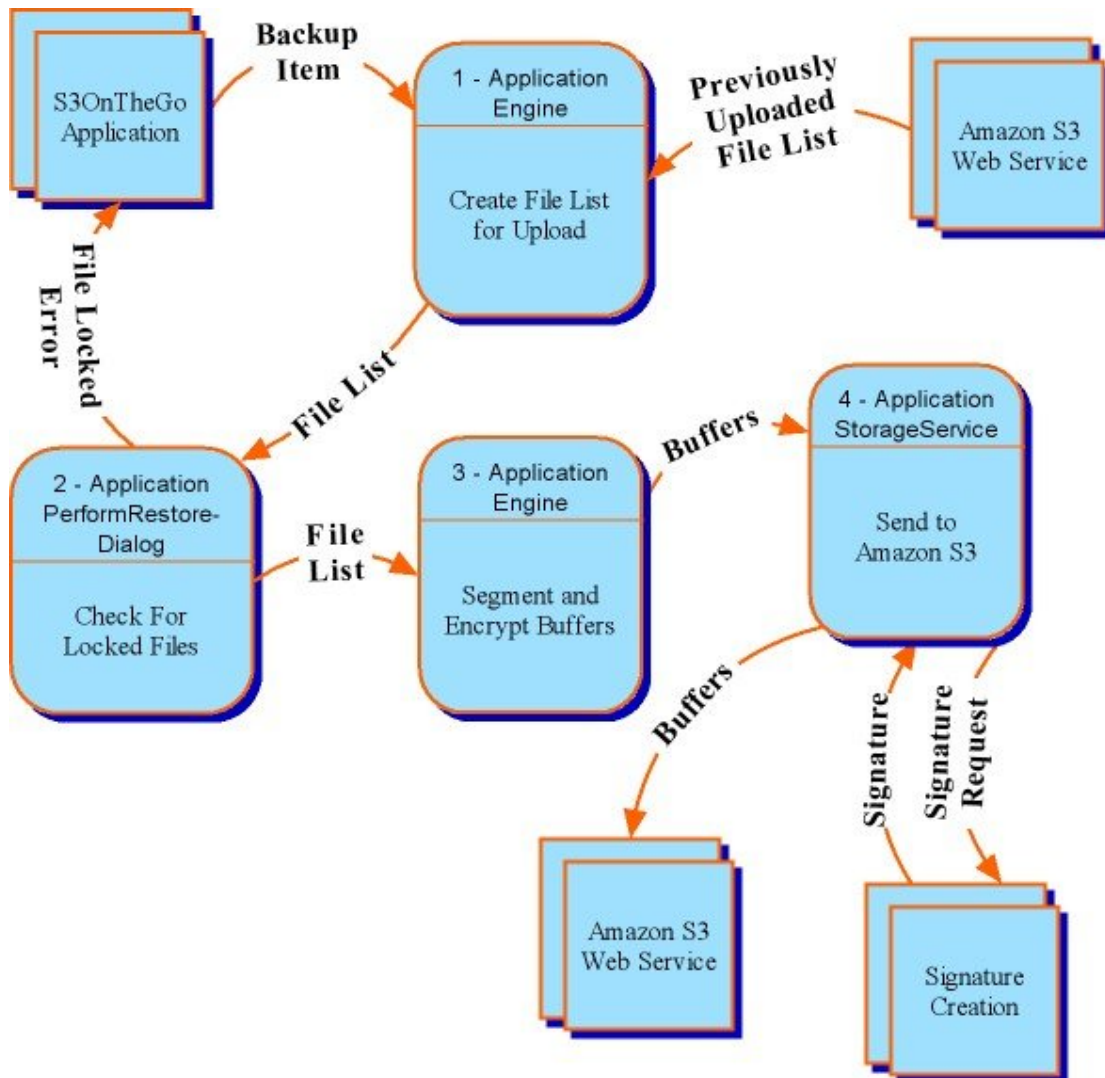 Backup
Item
S3OnTheGo
Application
1 - Application
Engine
Create File List
for Upload
Previously
Uploaded
File List
Amazon S3
Web Service
File Locked
Error
File List
2 - Application
PerformRestore-
Dialog
Check For
Locked Files
File
List
3 - Application
Engine
Segment and
Encrypt Buffers
Buffers
4 - Application
StorageService
Send to
Amazon S3
Buffers
Signature
Signature
Request
Amazon S3
Web Service
Signature
Creation